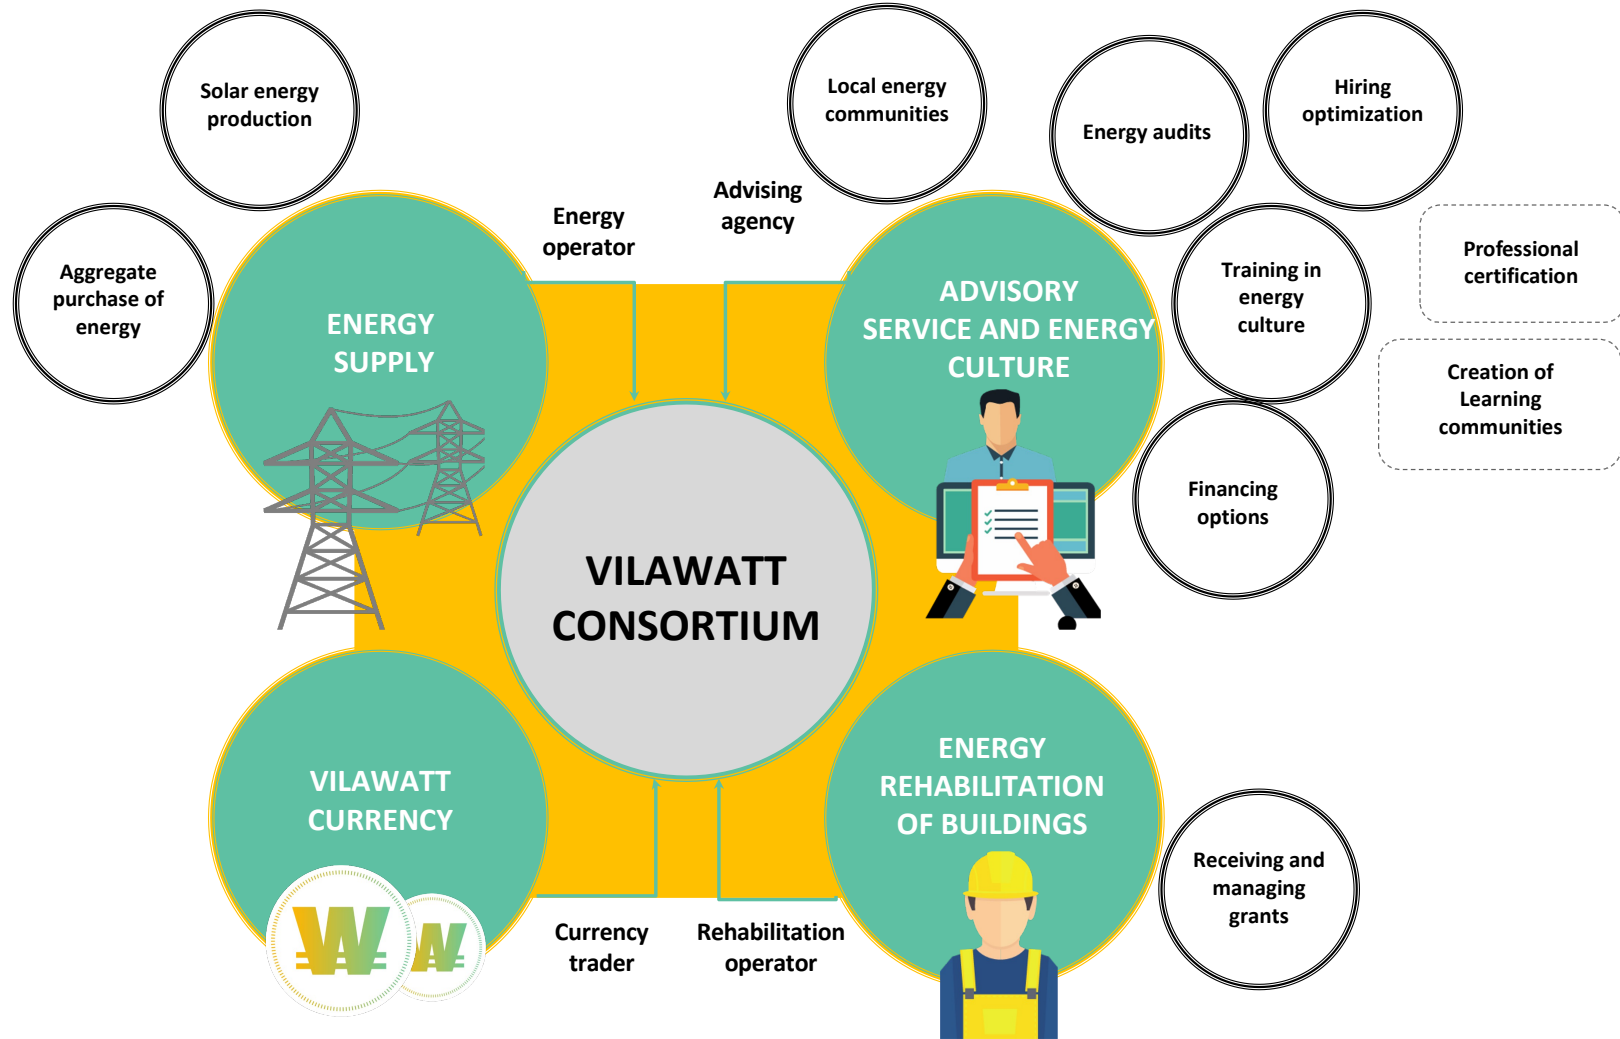 Solar energy
production
Aggregate
purchase of
energy
Energy
operator
Advising
agency
Local energy
communities
Energy audits
Hiring
optimization
Training in
energy
culture
Professional
certification
Creation of
Learning
communities
Financing
options
ENERGY
SUPPLY
ADVISORY
SERVICE AND ENERGY
CULTURE
VILAWATT
CONSORTIUM
VILAWATT
CURRENCY
ENERGY
REHABILITATION
OF BUILDINGS
Currency
trader
Rehabilitation
operator
Receiving and
managing
grants